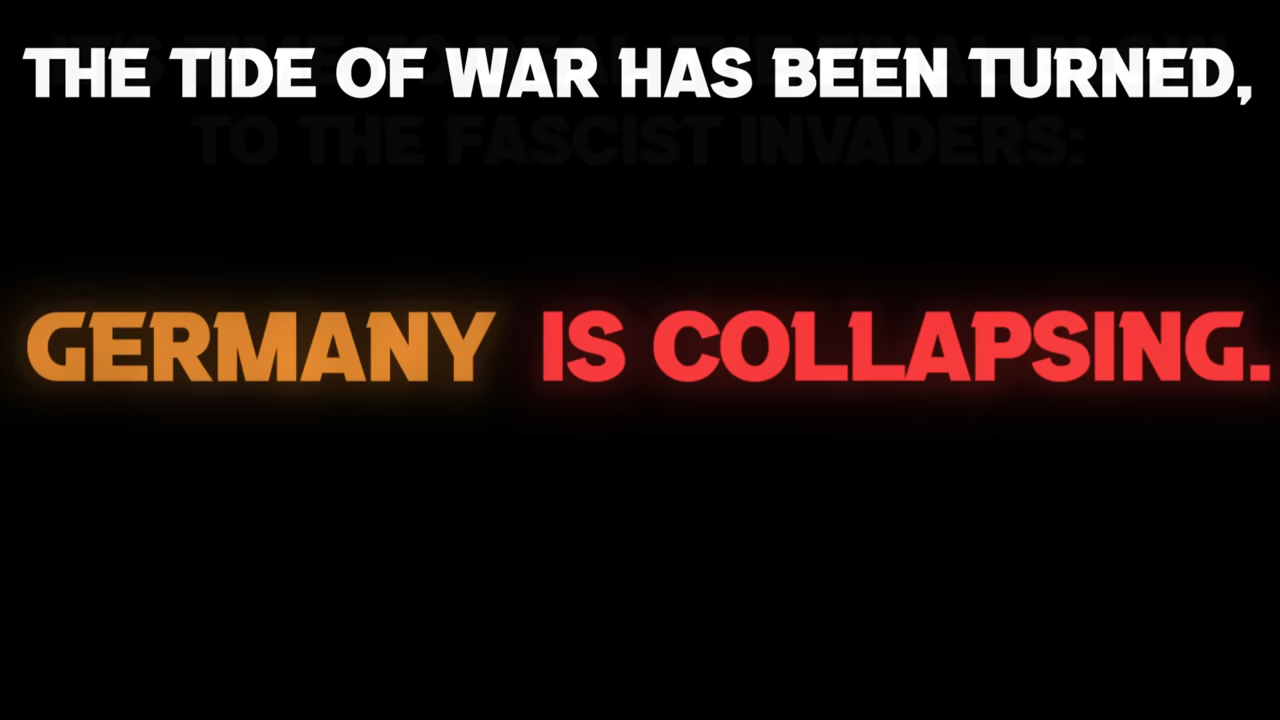 THE TIDE OF WAR HAS BEEN TURNED,
TO THE FASCIST INVADERS:
GERMANY IS COLLAPSING.